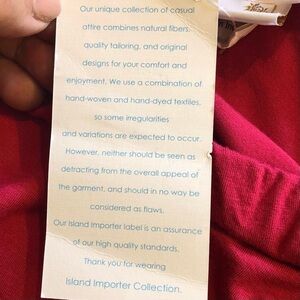 Our unique collection of casual
attire combines natural fibers,
quality tailoring, and original
designs for your comfort and
enjoyment. We use a combination of
hand-woven and hand-dyed textiles,
so some irregularities
and variations are expected to occur.
However, neither should be seen as
detracting from the overall appeal of
the garment, and should in no way be
considered as flaws.
Our Island Importer label is an assurance
of our high quality standards.
Thank you for wearing
Island Importer Collection.